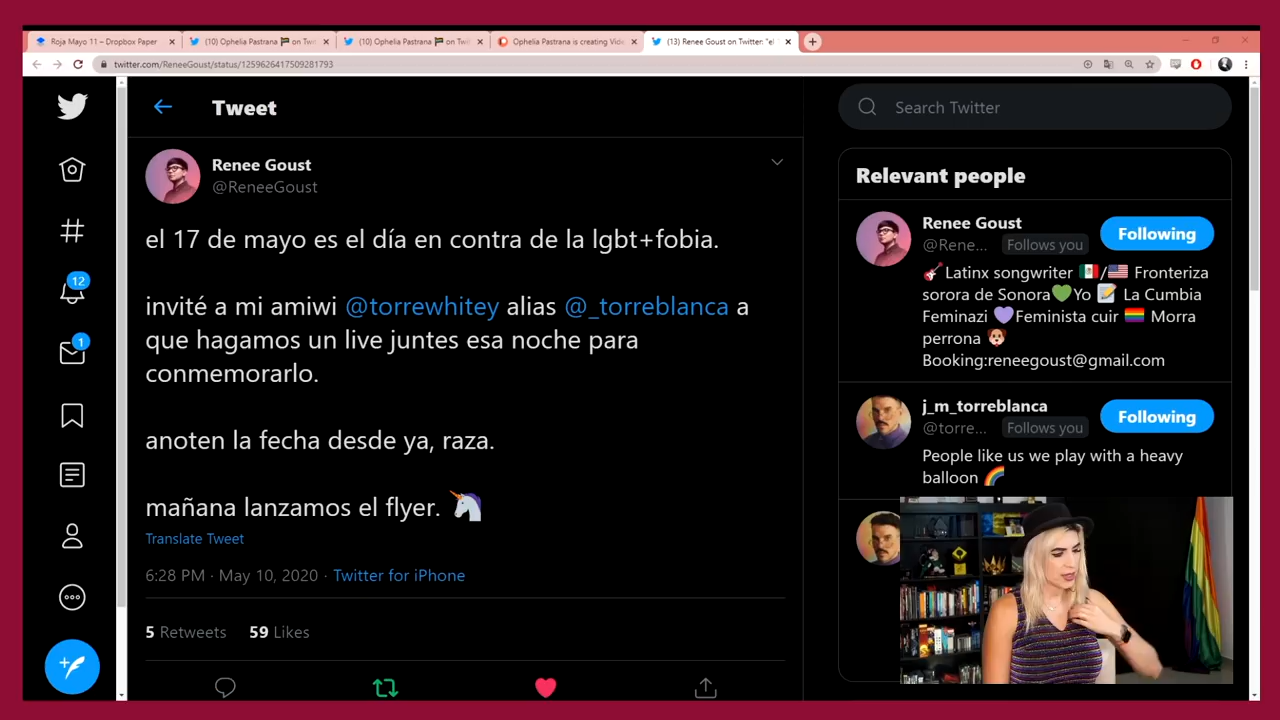 Roja Mayo 11 – Dropbox Paper
(10) Ophelia Pastrana 🏴 on Twi
(10) Ophelia Pastrana 🏴 on Twi
Ophelia Pastrana is creating Vide
(13) Renee Goust on Twitter: "el
twitter.com/ReneeGoust/status/1259626417509281793
Tweet
Renee Goust
@ReneeGoust
el 17 de mayo es el día en contra de la lgbt+fobia.
invité a mi amiwi @torrewhitey alias @_torreblanca a
que hagamos un live juntes esa noche para
conmemorarlo.
anoten la fecha desde ya, raza.
mañana lanzamos el flyer. 🦄
Translate Tweet
6:28 PM · May 10, 2020 · Twitter for iPhone
5 Retweets 59 Likes
12
1
Search Twitter
Relevant people
Renee Goust
@Rene... Follows you
Following
🎸Latinx songwriter 🇲🇽/🇺🇸 Fronteriza
sorora de Sonora💚Yo 📝 La Cumbia
Feminazi 💜Feminista cuir 🏳️‍🌈 Morra
perrona 🐶
Booking:reneegoust@gmail.com
j_m_torreblanca
@torre... Follows you
Following
People like us we play with a heavy
balloon 🌈